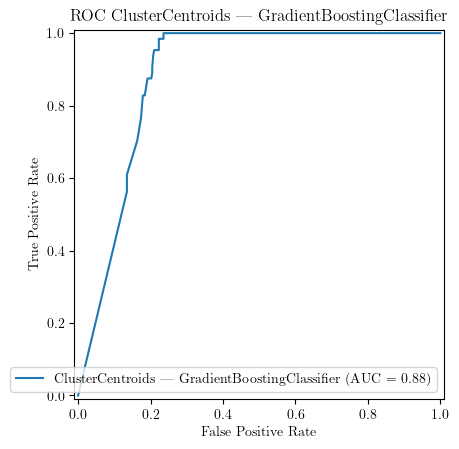 ROC ClusterCentroids — GradientBoostingClassifier
1.0
0.8
0.6
0.4
0.2
0.0
True Positive Rate
ClusterCentroids — GradientBoostingClassifier (AUC = 0.88)
0.0 0.2 0.4 0.6 0.8 1.0
False Positive Rate